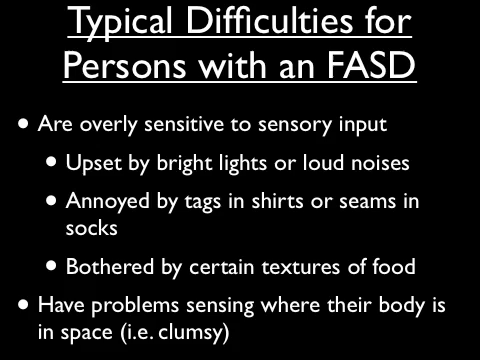 Typical Difficulties for
Persons with an FASD
• Are overly sensitive to sensory input
• Upset by bright lights or loud noises
• Annoyed by tags in shirts or seams in
socks
• Bothered by certain textures of food
• Have problems sensing where their body is
in space (i.e. clumsy)